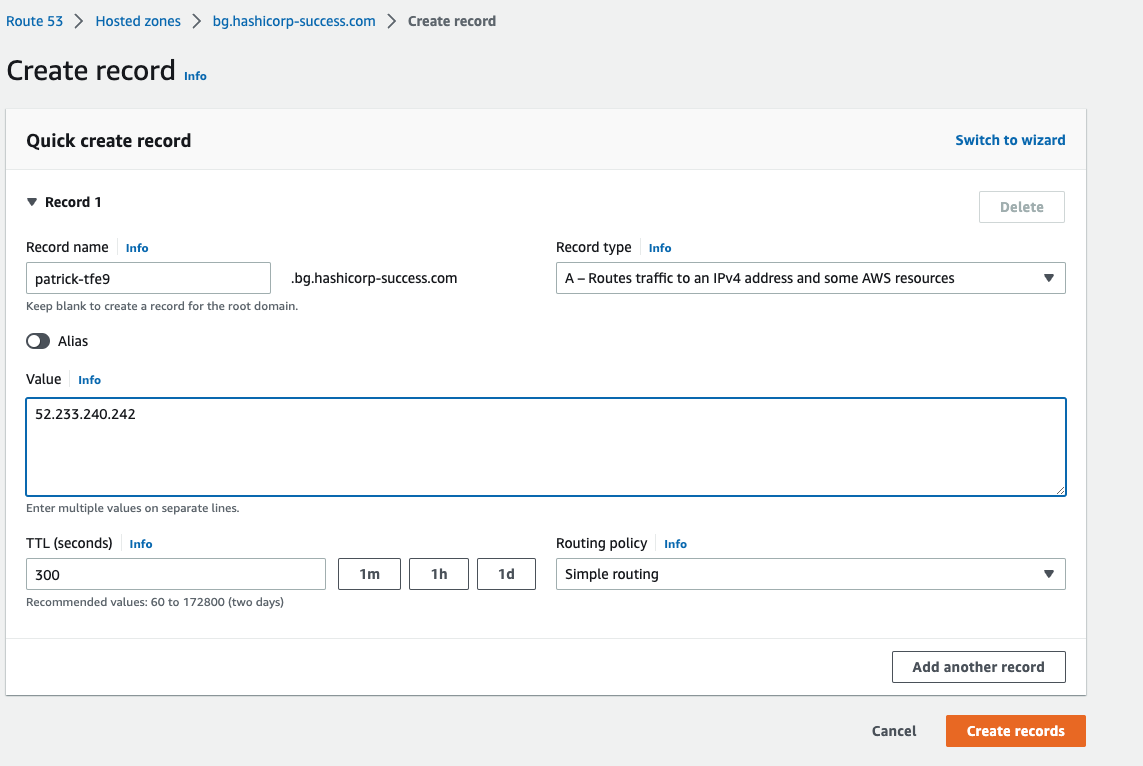 Route 53 > Hosted zones > bg.hashicorp-success.com > Create record
Create record Info
Quick create record Switch to wizard
Record 1
Delete
Record name Info Record type Info
patrick-tfe9 .bg.hashicorp-success.com A – Routes traffic to an IPv4 address and some AWS resources
Keep blank to create a record for the root domain.
Alias
Value Info
52.233.240.242
Enter multiple values on separate lines.
TTL (seconds) Info Routing policy Info
300 1m 1h 1d Simple routing
Recommended values: 60 to 172800 (two days)
Add another record
Cancel Create records